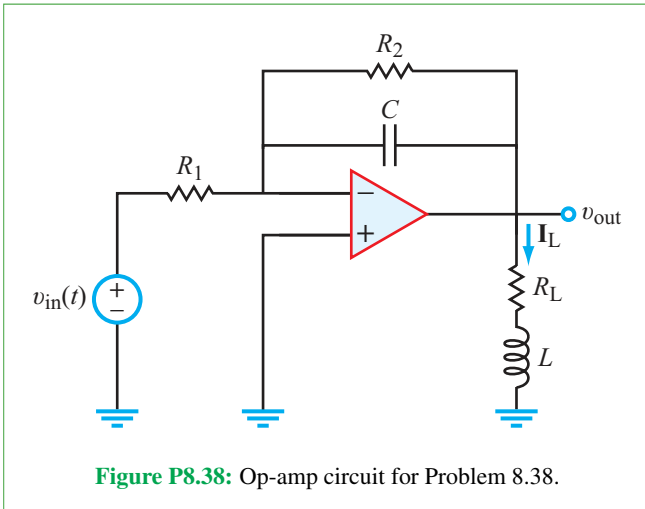 R2
C
R1
−
+
vout
IL
vin(t)
+
−
RL
L
Figure P8.38: Op-amp circuit for Problem 8.38.